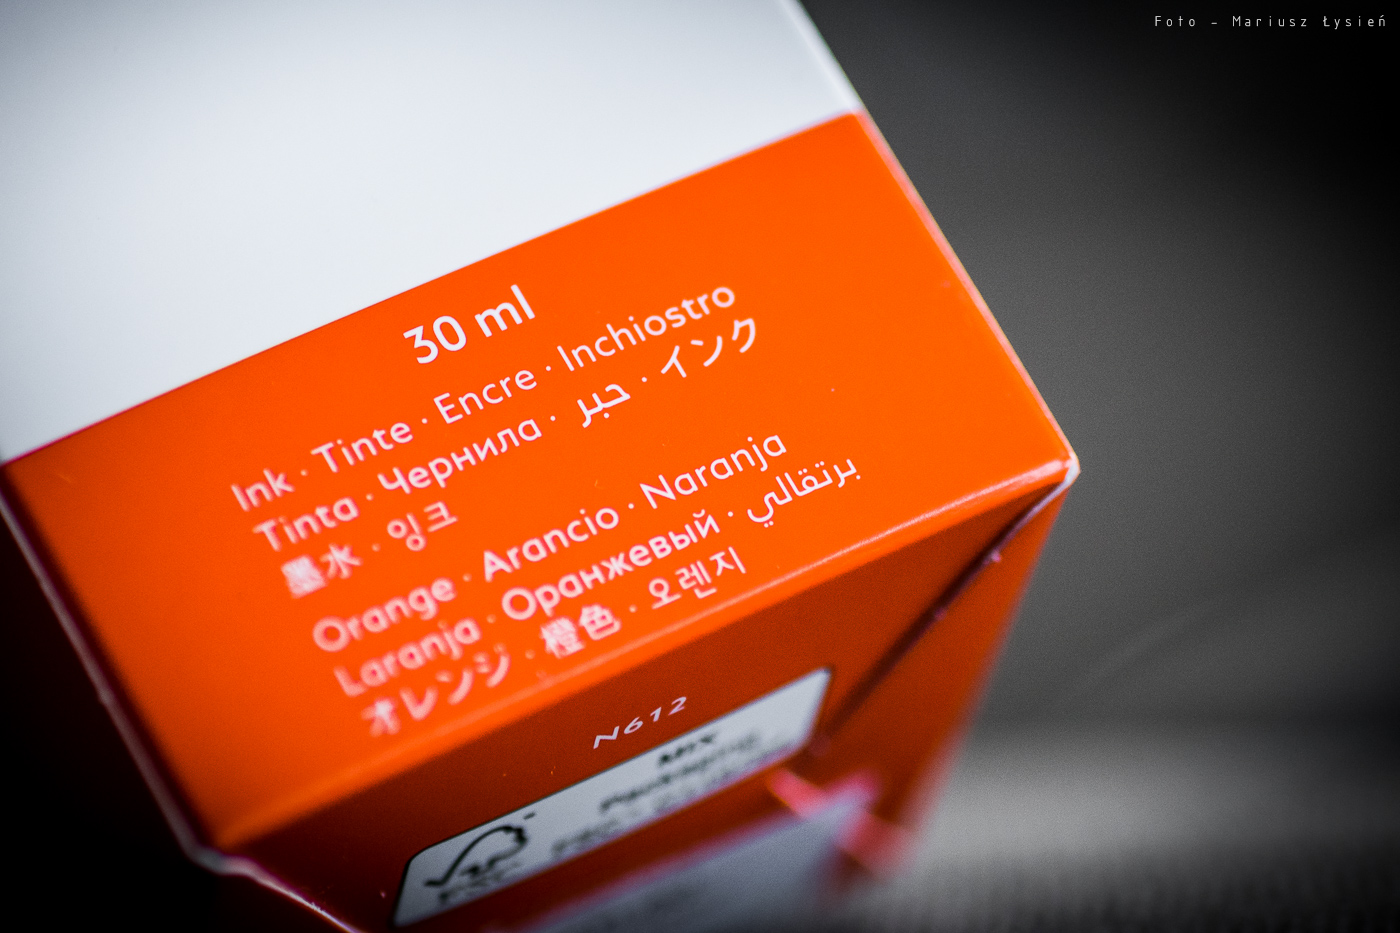 Foto - Mariusz Łysień
30 ml
Ink · Tinte · Encre · Inchiostro
Tinta · Чернила · حبر · インク
墨水 · 잉크
Orange · Arancio · Naranja
Laranja · Оранжевый · برتقالي
オレンジ · 橙色 · 오렌지
N612
MIX